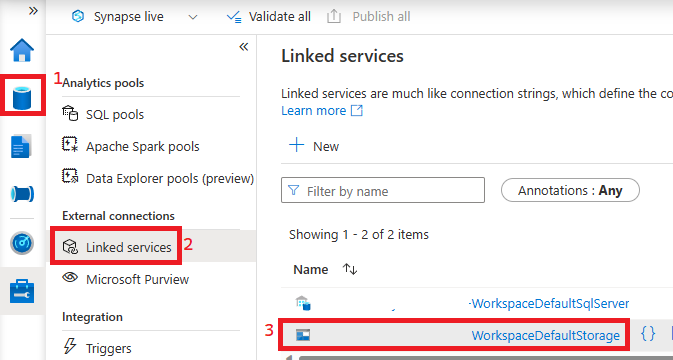 »
Synapse live
Validate all
Publish all
«
1
Analytics pools
SQL pools
Apache Spark pools
Data Explorer pools (preview)
External connections
Linked services
2
Microsoft Purview
Integration
Triggers
Linked services
Linked services are much like connection strings, which define the co
Learn more
+ New
Filter by name
Annotations : Any
Showing 1 - 2 of 2 items
Name ↑↓
-WorkspaceDefaultSqlServer
3
WorkspaceDefaultStorage {}